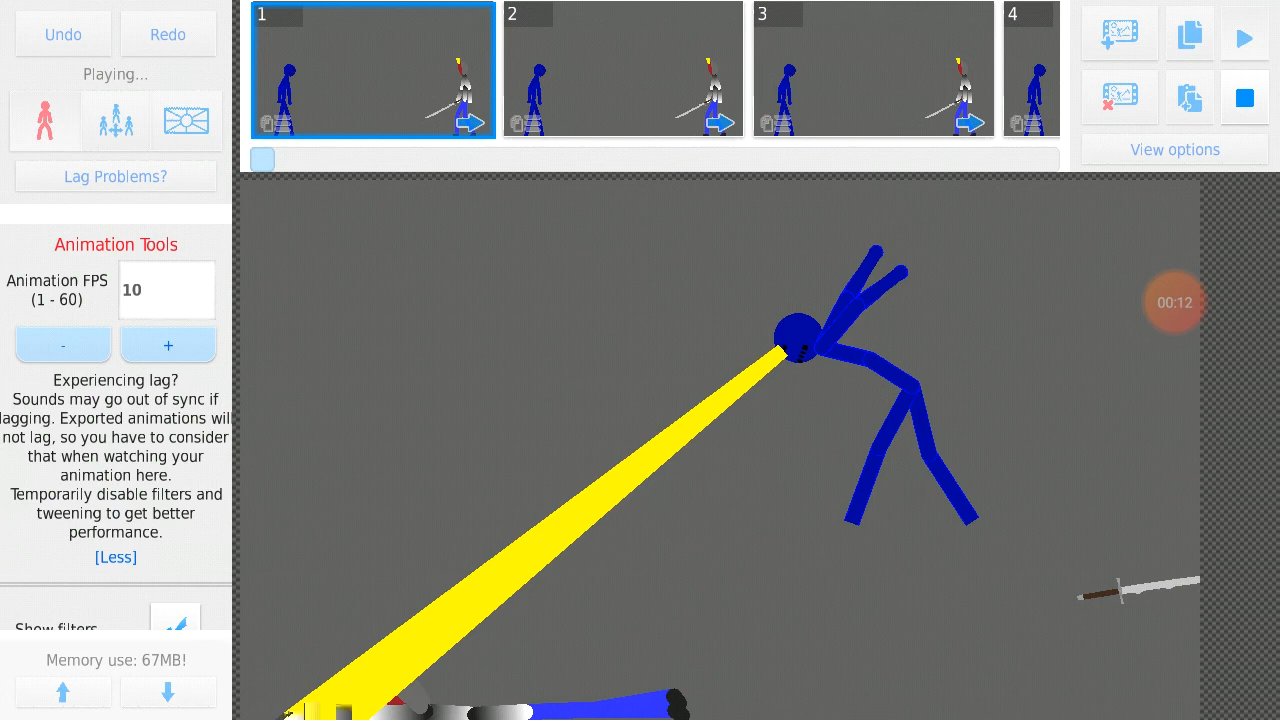 Undo
Redo
Playing...
Lag Problems?
Animation Tools
Animation FPS
(1 - 60)
10
-
+
Experiencing lag?
Sounds may go out of sync if
lagging. Exported animations will
not lag, so you have to consider
that when watching your
animation here.
Temporarily disable filters and
tweening to get better
performance.
[Less]
Show filters
Memory use: 67MB!
1
2
3
4
View options
00:12